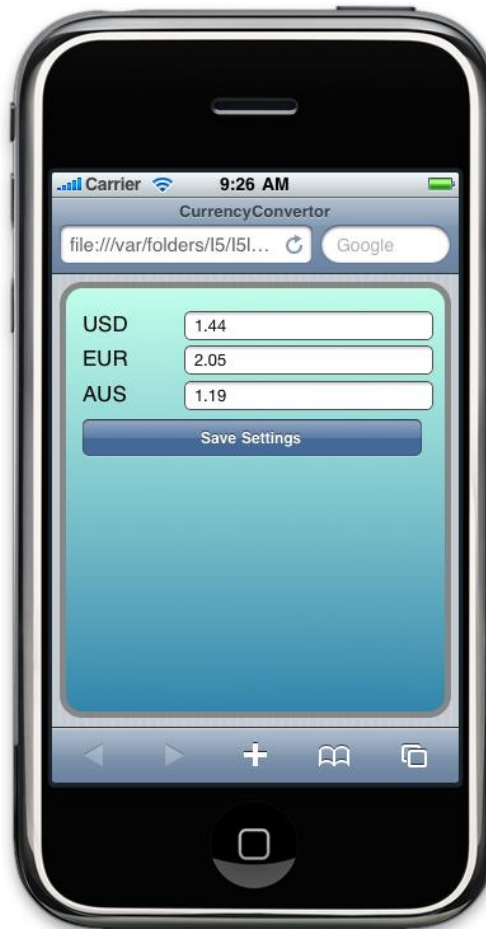 Carrier 9:26 AM
CurrencyConvertor
file:///var/folders/I5/I5I... Google
USD 1.44
EUR 2.05
AUS 1.19
Save Settings